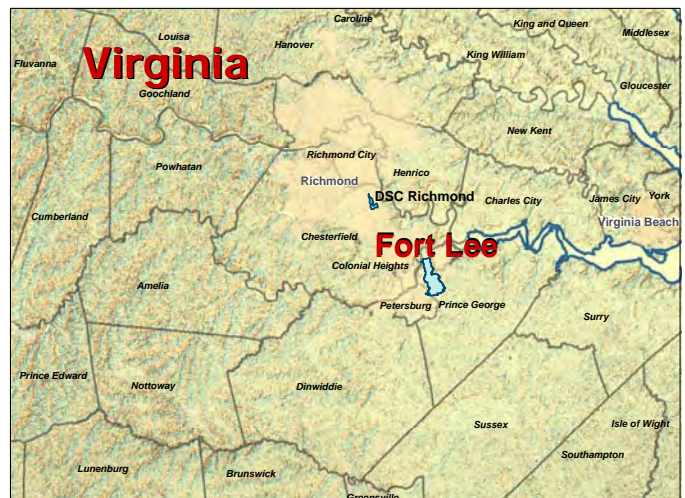 Caroline
King and Queen
Middlesex
Louisa
Hanover
King William
Fluvanna
Virginia
Gloucester
Goochland
New Kent
Richmond City
Powhatan
Henrico
Richmond
DSC Richmond
Charles City
James City
York
Cumberland
Virginia Beach
Chesterfield
Fort Lee
Colonial Heights
Amelia
Petersburg
Prince George
Surry
Prince Edward
Nottoway
Dinwiddie
Sussex
Isle of Wight
Southampton
Lunenburg
Brunswick
Greensville